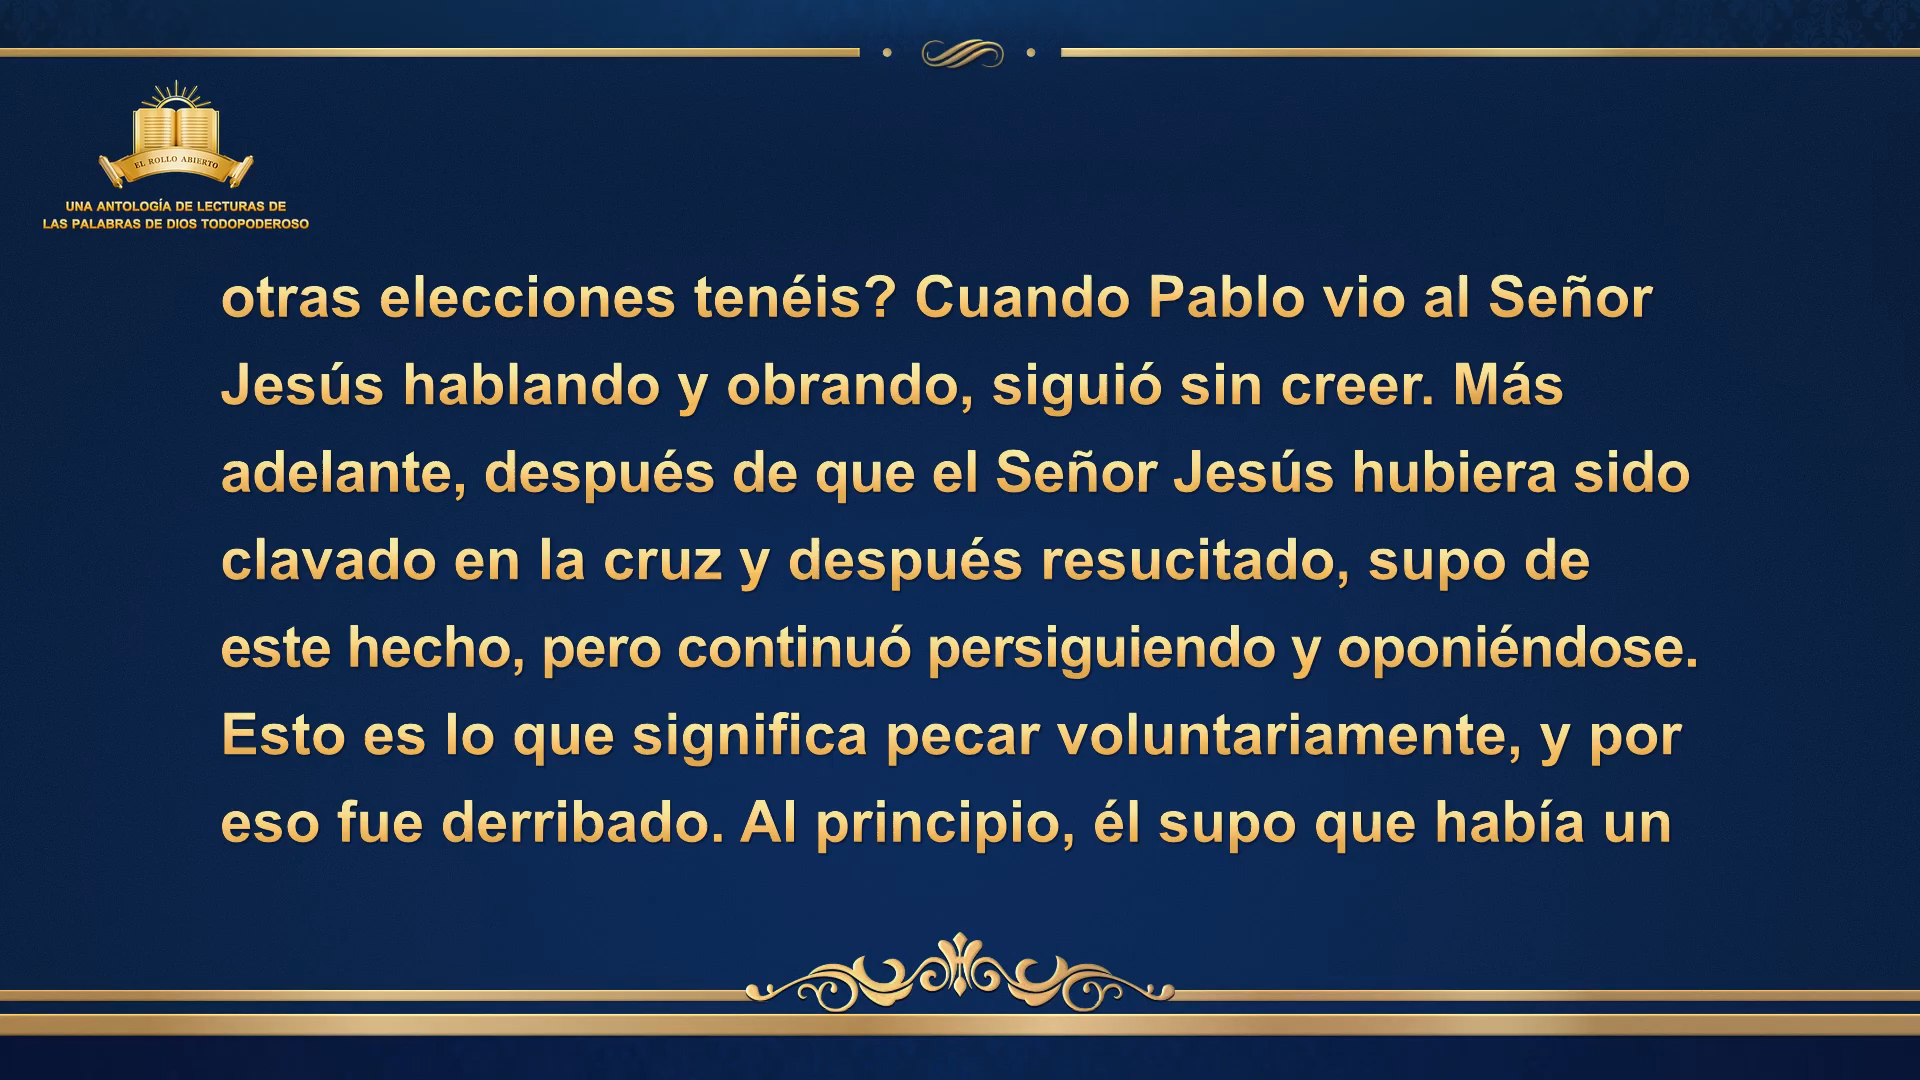 EL ROLLO ABIERTO
UNA ANTOLOGÍA DE LECTURAS DE
LAS PALABRAS DE DIOS TODOPODEROSO
otras elecciones tenéis? Cuando Pablo vio al Señor
Jesús hablando y obrando, siguió sin creer. Más
adelante, después de que el Señor Jesús hubiera sido
clavado en la cruz y después resucitado, supo de
este hecho, pero continuó persiguiendo y oponiéndose.
Esto es lo que significa pecar voluntariamente, y por
eso fue derribado. Al principio, él supo que había un